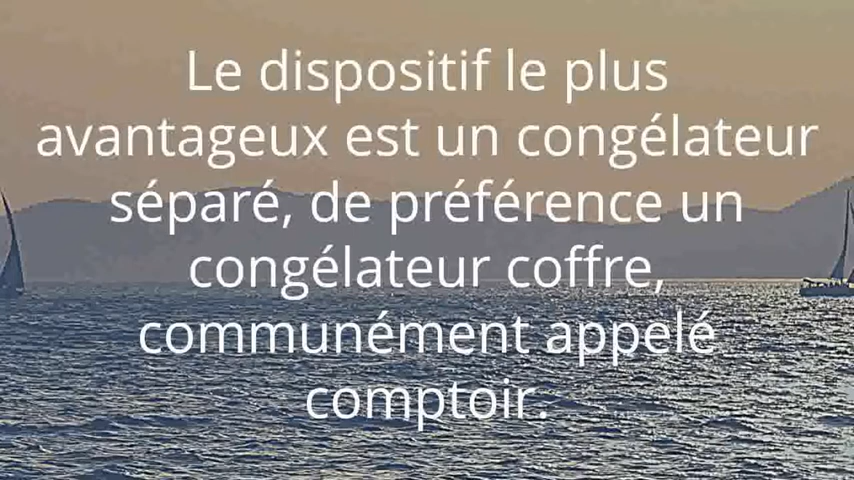 Le dispositif le plus
avantageux est un congélateur
séparé, de préférence un
congélateur coffre,
communément appelé
comptoir.